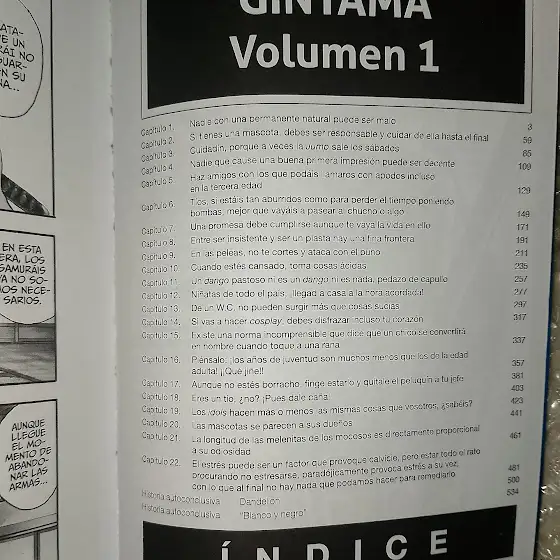 ATA-
E UN
RÁI NO
GUAR-
N SU
NA...
EN ESTA
ERA, LOS
SAMURÁIS
YA NO SO-
MOS NECE-
SARIOS.
AUNQUE
LLEGUE
EL MO-
MENTO DE
ABANDO-
NAR LAS
ARMAS...
GINTAMA
Volumen 1
Capítulo 1. Nadie con una permanente natural puede ser malo 3
Capítulo 2. Si tienes una mascota, debes ser responsable y cuidar de ella hasta el final 59
Capítulo 3. Cuidadín, porque a veces la Jump sale los sábados 85
Capítulo 4. Nadie que cause una buena primera impresión puede ser decente 109
Capítulo 5. Haz amigos con los que podáis llamaros con apodos incluso
en la tercera edad 129
Capítulo 6. Tíos, si estáis tan aburridos como para perder el tiempo poniendo
bombas, mejor que vayáis a pasear al chucho o algo 149
Capítulo 7. Una promesa debe cumplirse aunque te vaya la vida en ello 171
Capítulo 8. Entre ser insistente y ser un plasta hay una fina frontera 191
Capítulo 9. En las peleas, no te cortes y ataca con el puño 211
Capítulo 10. Cuando estés cansado, toma cosas ácidas 235
Capítulo 11. Un dango pastoso ni es un dango ni es nada, pedazo de capullo 257
Capítulo 12. Niñatas de todo el país: ¡llegad a casa a la hora acordada! 277
Capítulo 13. De un W.C. no pueden surgir más que cosas sucias 297
Capítulo 14. Si vas a hacer cosplay, debes disfrazar incluso tu corazón 317
Capítulo 15. Existe una norma incomprensible que dice que un chico se convertirá
en hombre cuando toque a una rana 337
Capítulo 16. Piénsalo: ¡los años de juventud son muchos menos que los de la edad
adulta! ¡Qué jiñe!! 357
Capítulo 17. Aunque no estés borracho, finge estarlo y quítale el peluquín a tu jefe 381
Capítulo 18. Eres un tío, ¿no? ¡Pues dale caña! 403
Capítulo 19. Los idols hacen más o menos las mismas cosas que vosotros, ¿sabéis? 423
Capítulo 20. Las mascotas se parecen a sus dueños 441
Capítulo 21. La longitud de las melenitas de los mocosos es directamente proporcional
a su odiosidad 461
Capítulo 22. El estrés puede ser un factor que provoque calvicie, pero estar todo el rato
procurando no estresarse, paradójicamente provoca estrés a su vez,
con lo que al final no hay nada que podamos hacer para remediarlo 481
Historia autoconclusiva Dandelion 500
Historia autoconclusiva "Blanco y negro" 534
ÍNDICE